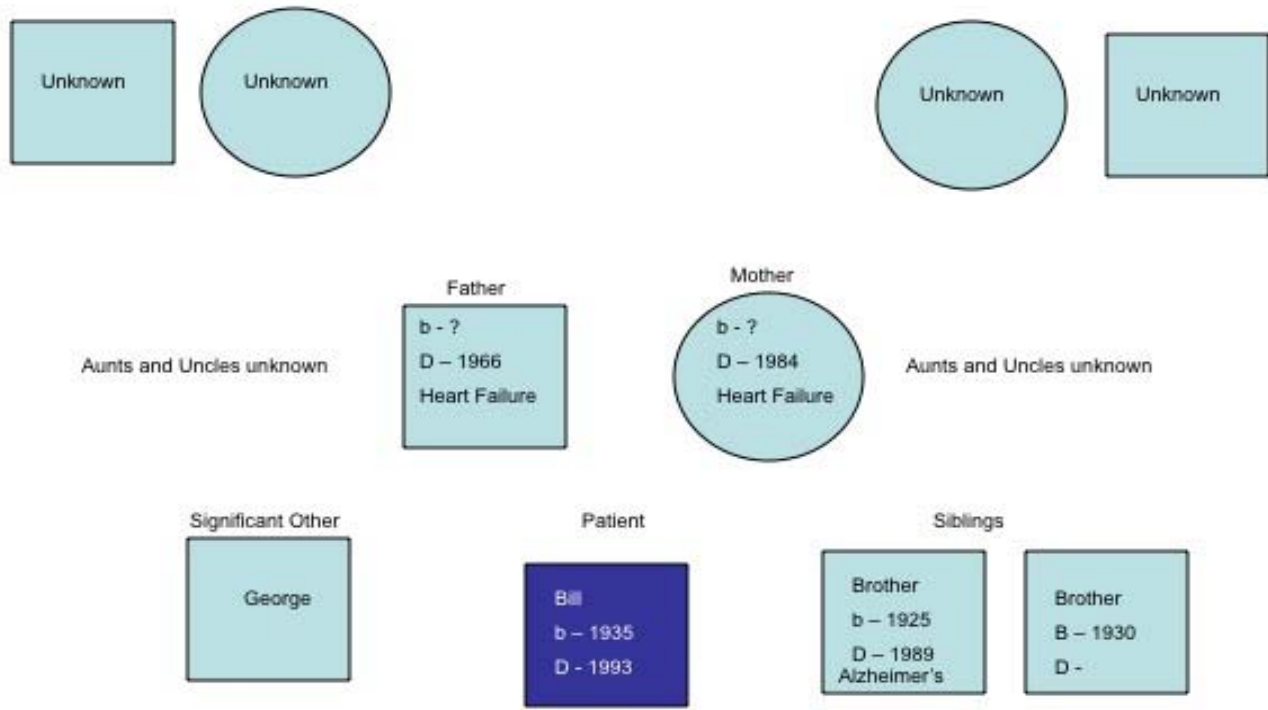 Unknown
Unknown
Unknown
Unknown
Father
b - ?
D – 1966
Heart Failure
Mother
b - ?
D – 1984
Heart Failure
Aunts and Uncles unknown
Aunts and Uncles unknown
Significant Other
George
Patient
Bill
b – 1935
D - 1993
Siblings
Brother
b – 1925
D – 1989
Alzheimer's
Brother
B – 1930
D -